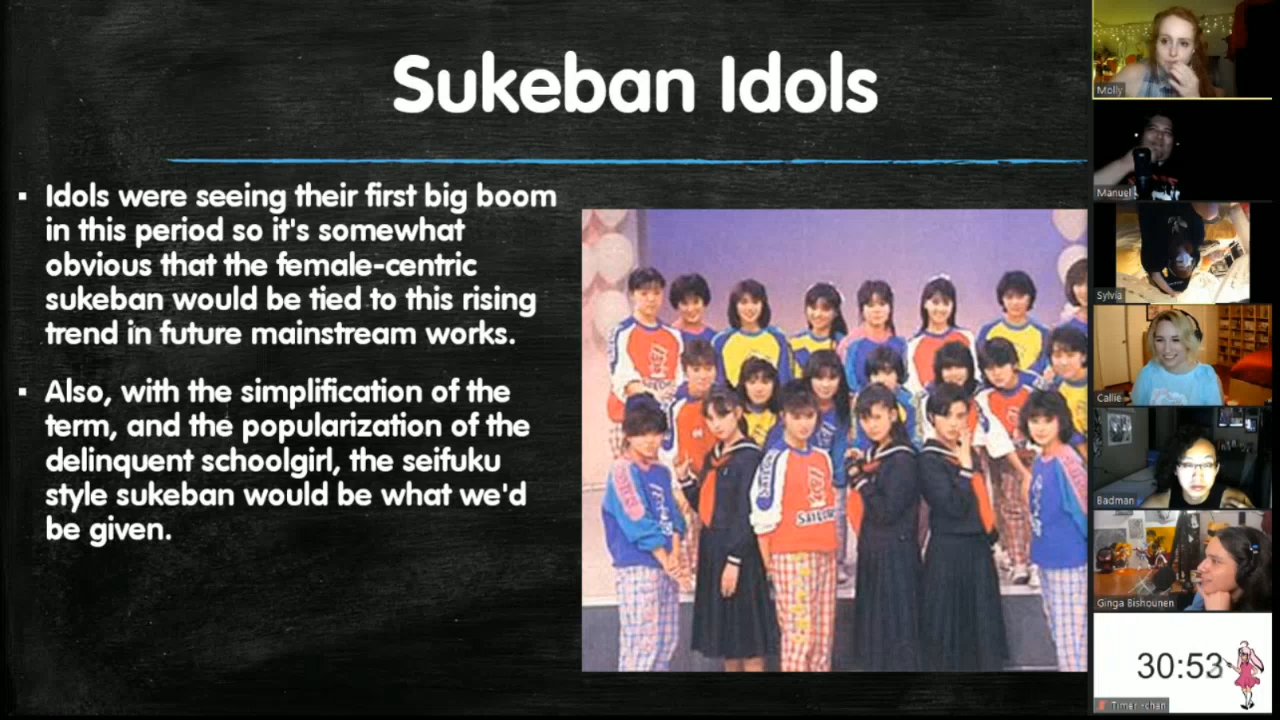 Sukeban Idols
▪ Idols were seeing their first big boom
in this period so it's somewhat
obvious that the female-centric
sukeban would be tied to this rising
trend in future mainstream works.
▪ Also, with the simplification of the
term, and the popularization of the
delinquent schoolgirl, the seifuku
style sukeban would be what we'd
be given.
Molly
Manuel
Sylvia
Callie
Badman
Ginga Bishounen
30:53
Timer-chan